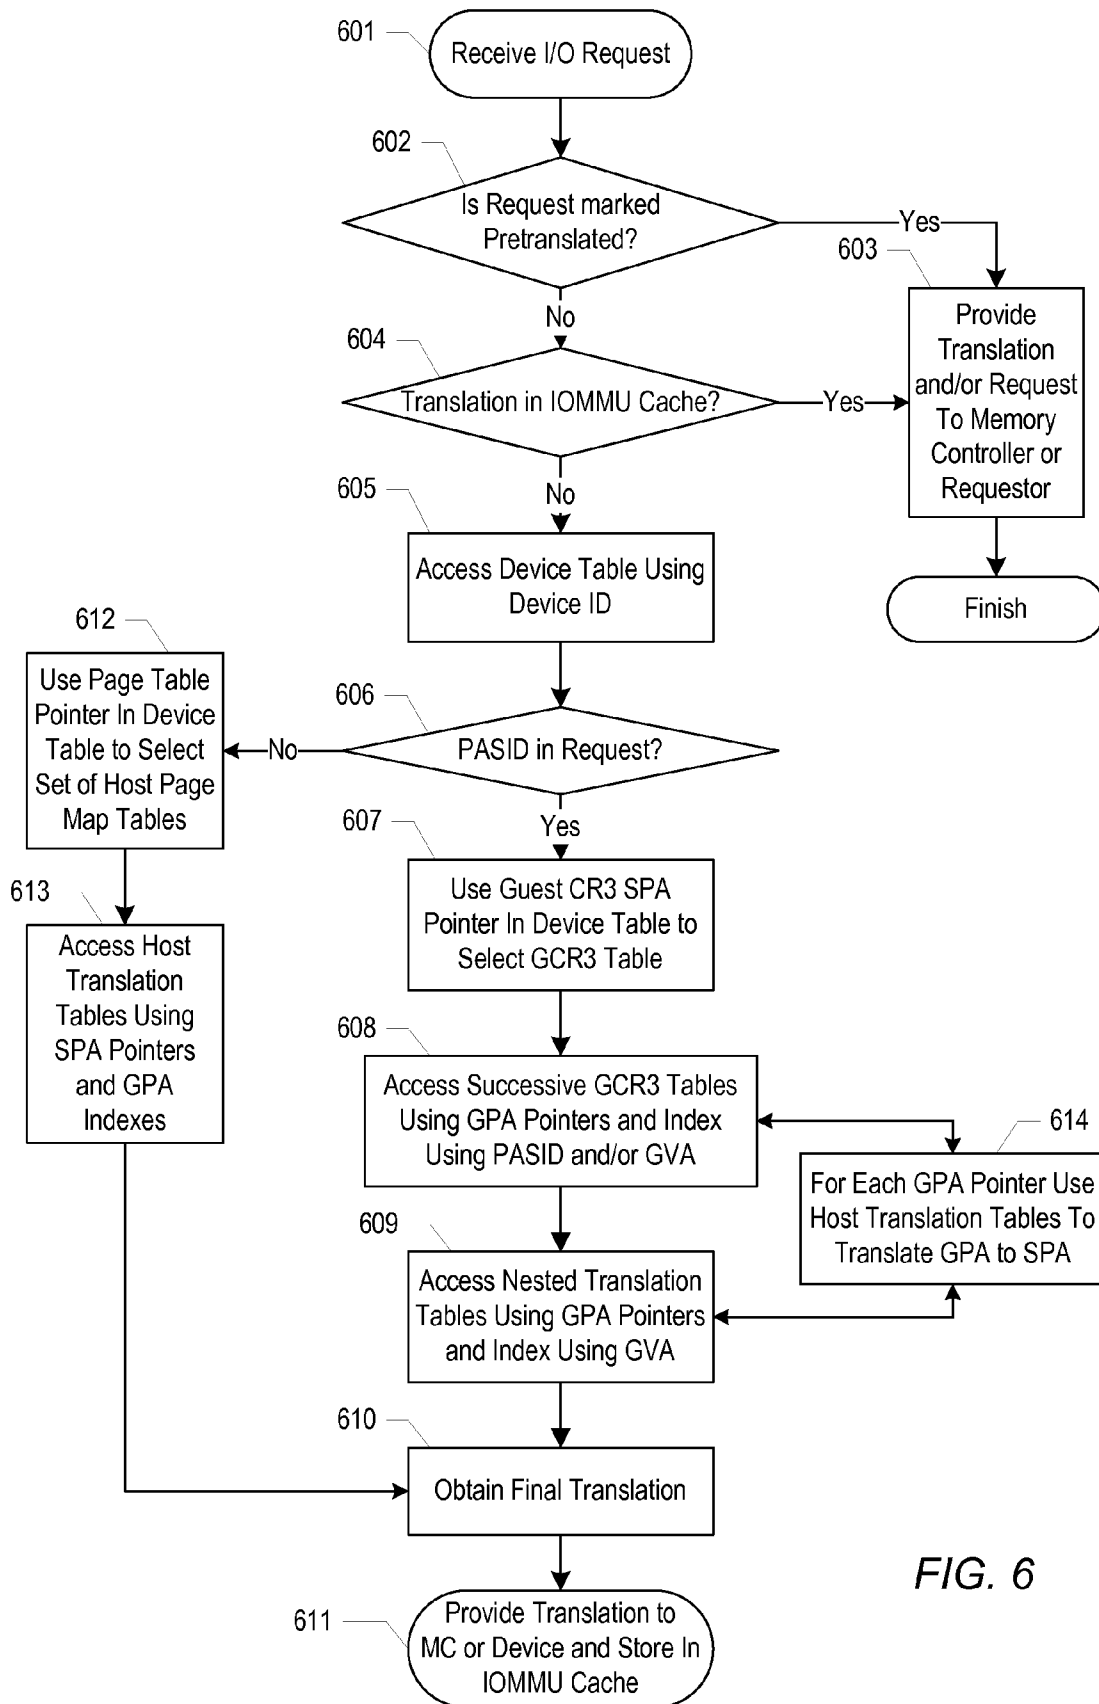 601
Receive I/O Request
602
Is Request marked
Pretranslated?
Yes
603
Provide
Translation
and/or Request
To Memory
Controller or
Requestor
No
604
Translation in IOMMU Cache?
Yes
No
605
Access Device Table Using
Device ID
Finish
612
Use Page Table
Pointer In Device
Table to Select
Set of Host Page
Map Tables
606
PASID in Request?
No
Yes
607
Use Guest CR3 SPA
Pointer In Device Table to
Select GCR3 Table
613
Access Host
Translation
Tables Using
SPA Pointers
and GPA
Indexes
608
Access Successive GCR3 Tables
Using GPA Pointers and Index
Using PASID and/or GVA
614
For Each GPA Pointer Use
Host Translation Tables To
Translate GPA to SPA
609
Access Nested Translation
Tables Using GPA Pointers
and Index Using GVA
610
Obtain Final Translation
611
Provide Translation to
MC or Device and Store In
IOMMU Cache
FIG. 6